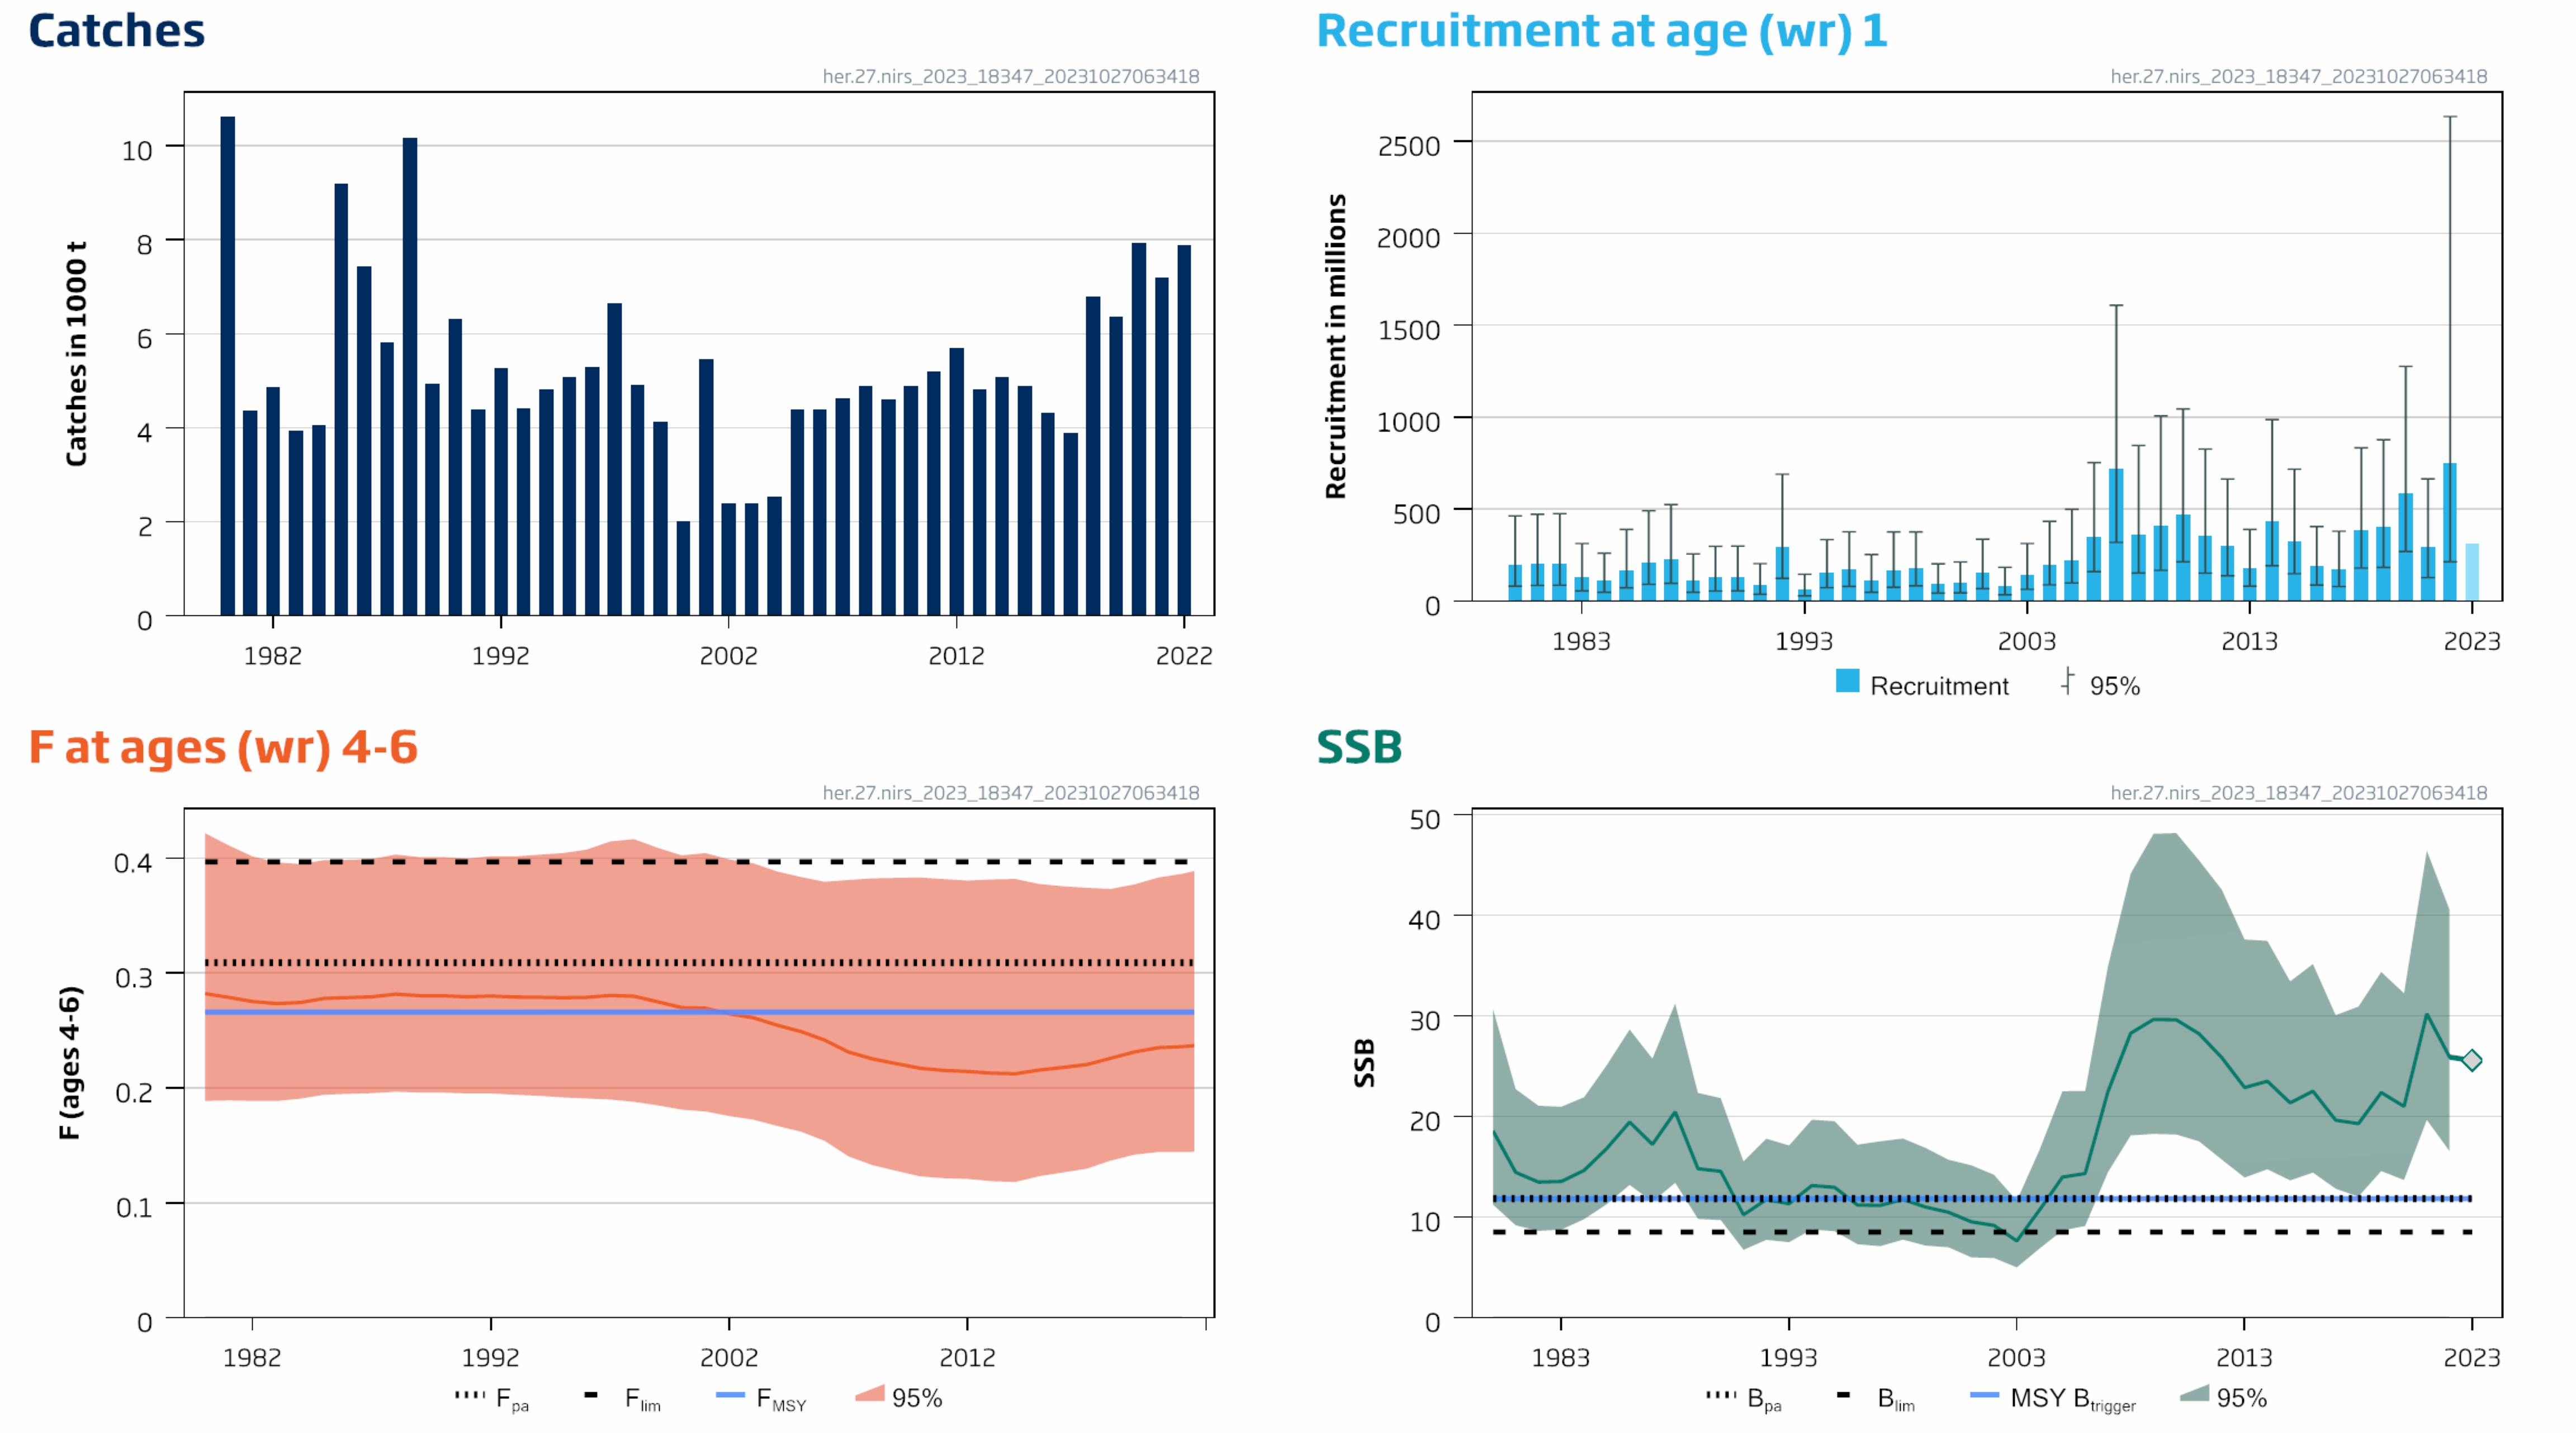 Catches
her.27.nirs_2023_18347_20231027063418
Catches in 1000 t
10
8
6
4
2
0
1982 1992 2002 2012 2022
Recruitment at age (wr) 1
her.27.nirs_2023_18347_20231027063418
Recruitment in millions
2500
2000
1500
1000
500
0
1983 1993 2003 2013 2023
Recruitment 95%
F at ages (wr) 4-6
her.27.nirs_2023_18347_20231027063418
F (ages 4-6)
0.4
0.3
0.2
0.1
0
1982 1992 2002 2012
Fpa Flim FMSY 95%
SSB
her.27.nirs_2023_18347_20231027063418
SSB
50
40
30
20
10
0
1983 1993 2003 2013 2023
Bpa Blim MSY Btrigger 95%